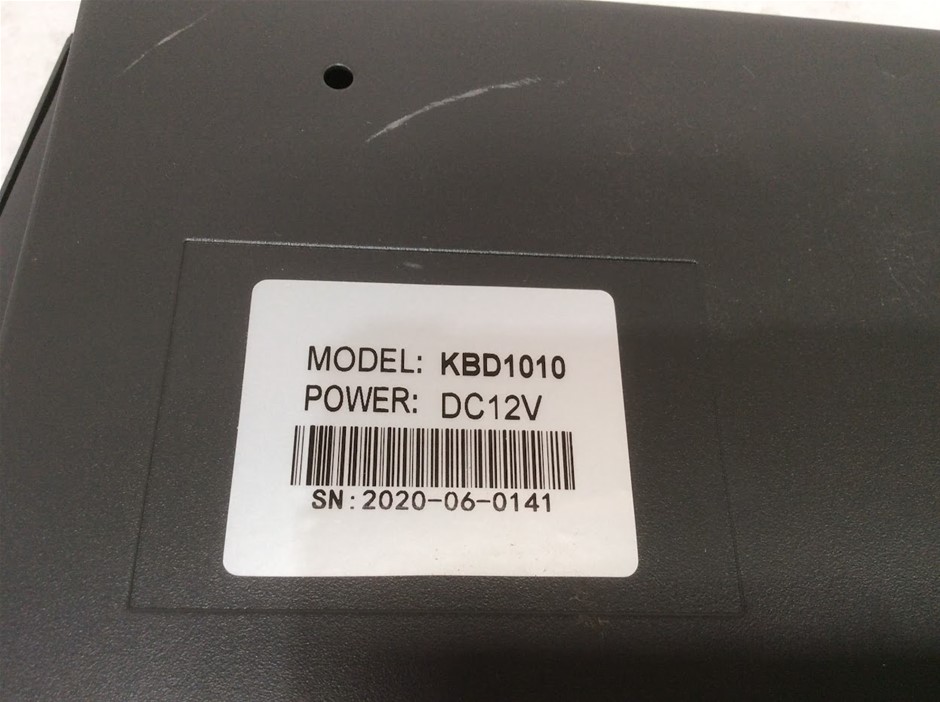 MODEL: KBD1010
POWER: DC12V
SN:2020-06-0141